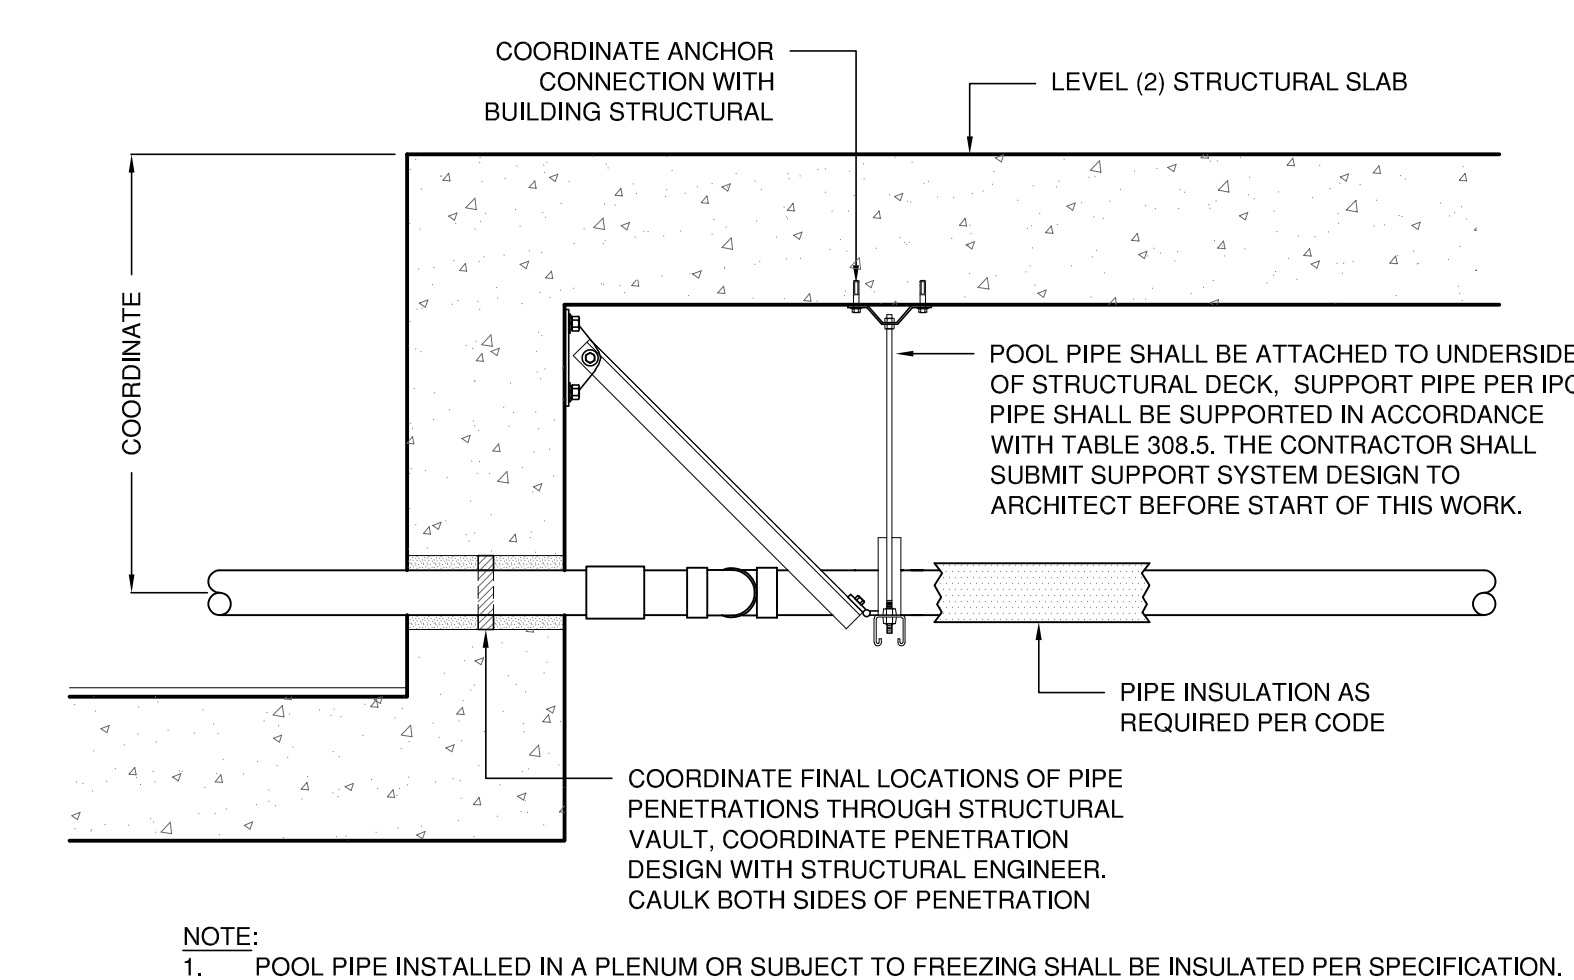 COORDINATE ANCHOR
CONNECTION WITH
BUILDING STRUCTURAL
LEVEL (2) STRUCTURAL SLAB
COORDINATE
POOL PIPE SHALL BE ATTACHED TO UNDERSIDE
OF STRUCTURAL DECK, SUPPORT PIPE PER IPC
PIPE SHALL BE SUPPORTED IN ACCORDANCE
WITH TABLE 308.5. THE CONTRACTOR SHALL
SUBMIT SUPPORT SYSTEM DESIGN TO
ARCHITECT BEFORE START OF THIS WORK.
PIPE INSULATION AS
REQUIRED PER CODE
COORDINATE FINAL LOCATIONS OF PIPE
PENETRATIONS THROUGH STRUCTURAL
VAULT, COORDINATE PENETRATION
DESIGN WITH STRUCTURAL ENGINEER.
CAULK BOTH SIDES OF PENETRATION
NOTE:
1. POOL PIPE INSTALLED IN A PLENUM OR SUBJECT TO FREEZING SHALL BE INSULATED PER SPECIFICATION.